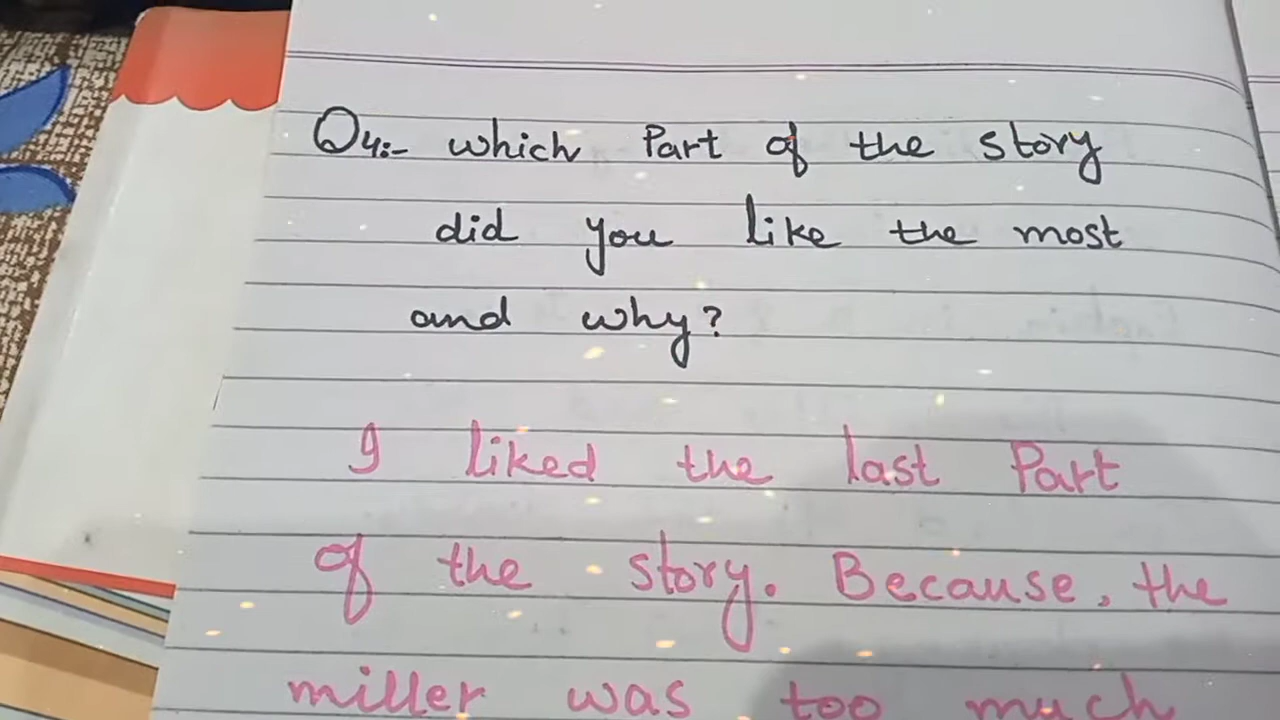 Q4:- which Part of the story
did you like the most
and why?
I liked the last Part
of the story. Because, the
miller was too much